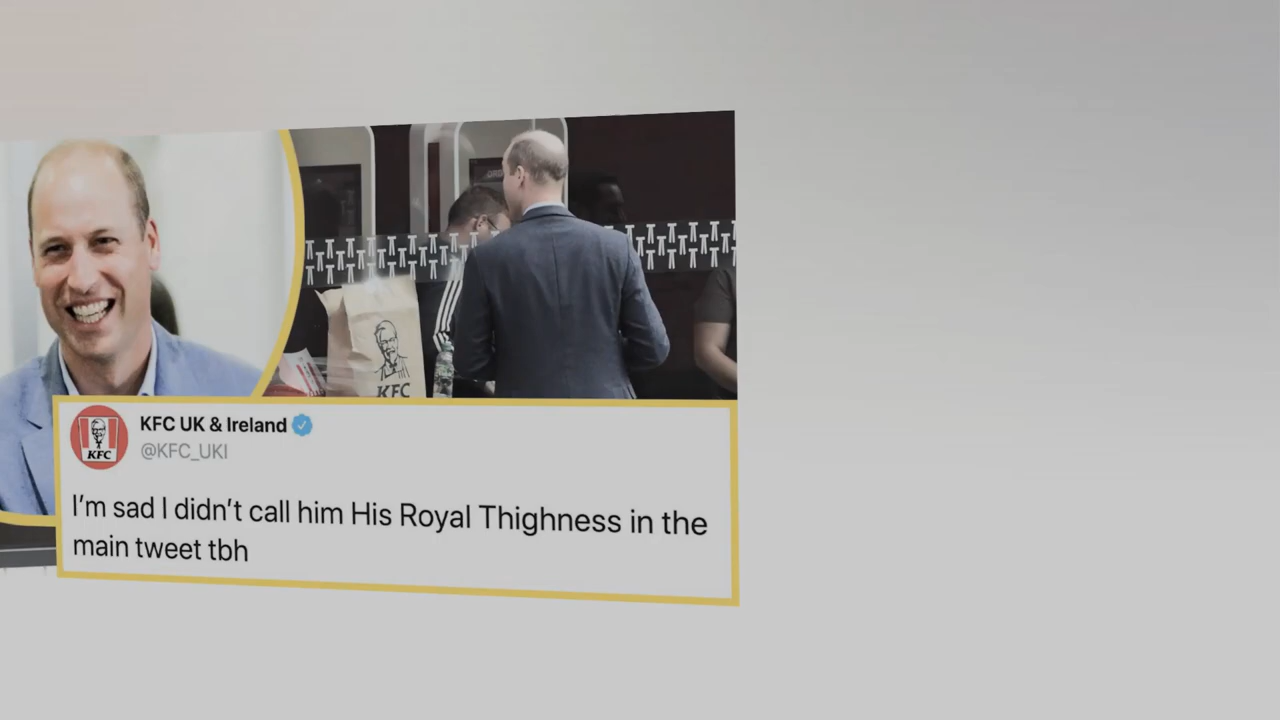 KFC
KFC
KFC UK & Ireland
@KFC_UKI
I'm sad I didn't call him His Royal Thighness in the
main tweet tbh